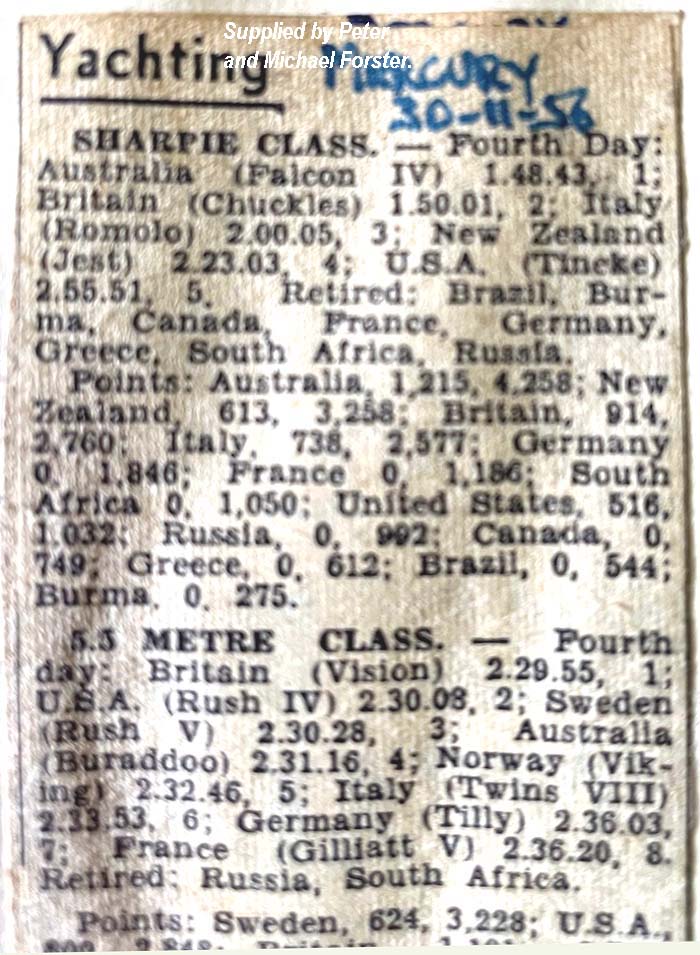 Supplied by Peter
and Michael Forster.
Yachting
MERCURY
30-11-56
SHARPIE CLASS. — Fourth Day:
Australia (Falcon IV) 1.48.43, 1;
Britain (Chuckles) 1.50.01, 2; Italy
(Romolo) 2.00.05, 3; New Zealand
(Jest) 2.23.03, 4; U.S.A. (Tincke)
2.55.51, 5. Retired: Brazil, Bur-
ma, Canada, France, Germany,
Greece, South Africa, Russia.
Points: Australia, 1,215, 4,258; New
Zealand, 613, 3,258; Britain, 914,
2,760; Italy, 738, 2,577; Germany
0, 1,846; France 0, 1,186; South
Africa 0, 1,050; United States, 516,
1,032; Russia, 0, 992; Canada, 0,
749; Greece, 0, 612; Brazil, 0, 544;
Burma, 0, 275.
5.5 METRE CLASS. — Fourth
day: Britain (Vision) 2.29.55, 1;
U.S.A. (Rush IV) 2.30.08, 2; Sweden
(Rush V) 2.30.28, 3; Australia
(Buraddoo) 2.31.16, 4; Norway (Vik-
ing) 2.32.46, 5; Italy (Twins VIII)
2.33.53, 6; Germany (Tilly) 2.36.03,
7; France (Gilliatt V) 2.36.20, 8.
Retired: Russia, South Africa.
Points: Sweden, 624, 3,228; U.S.A.,